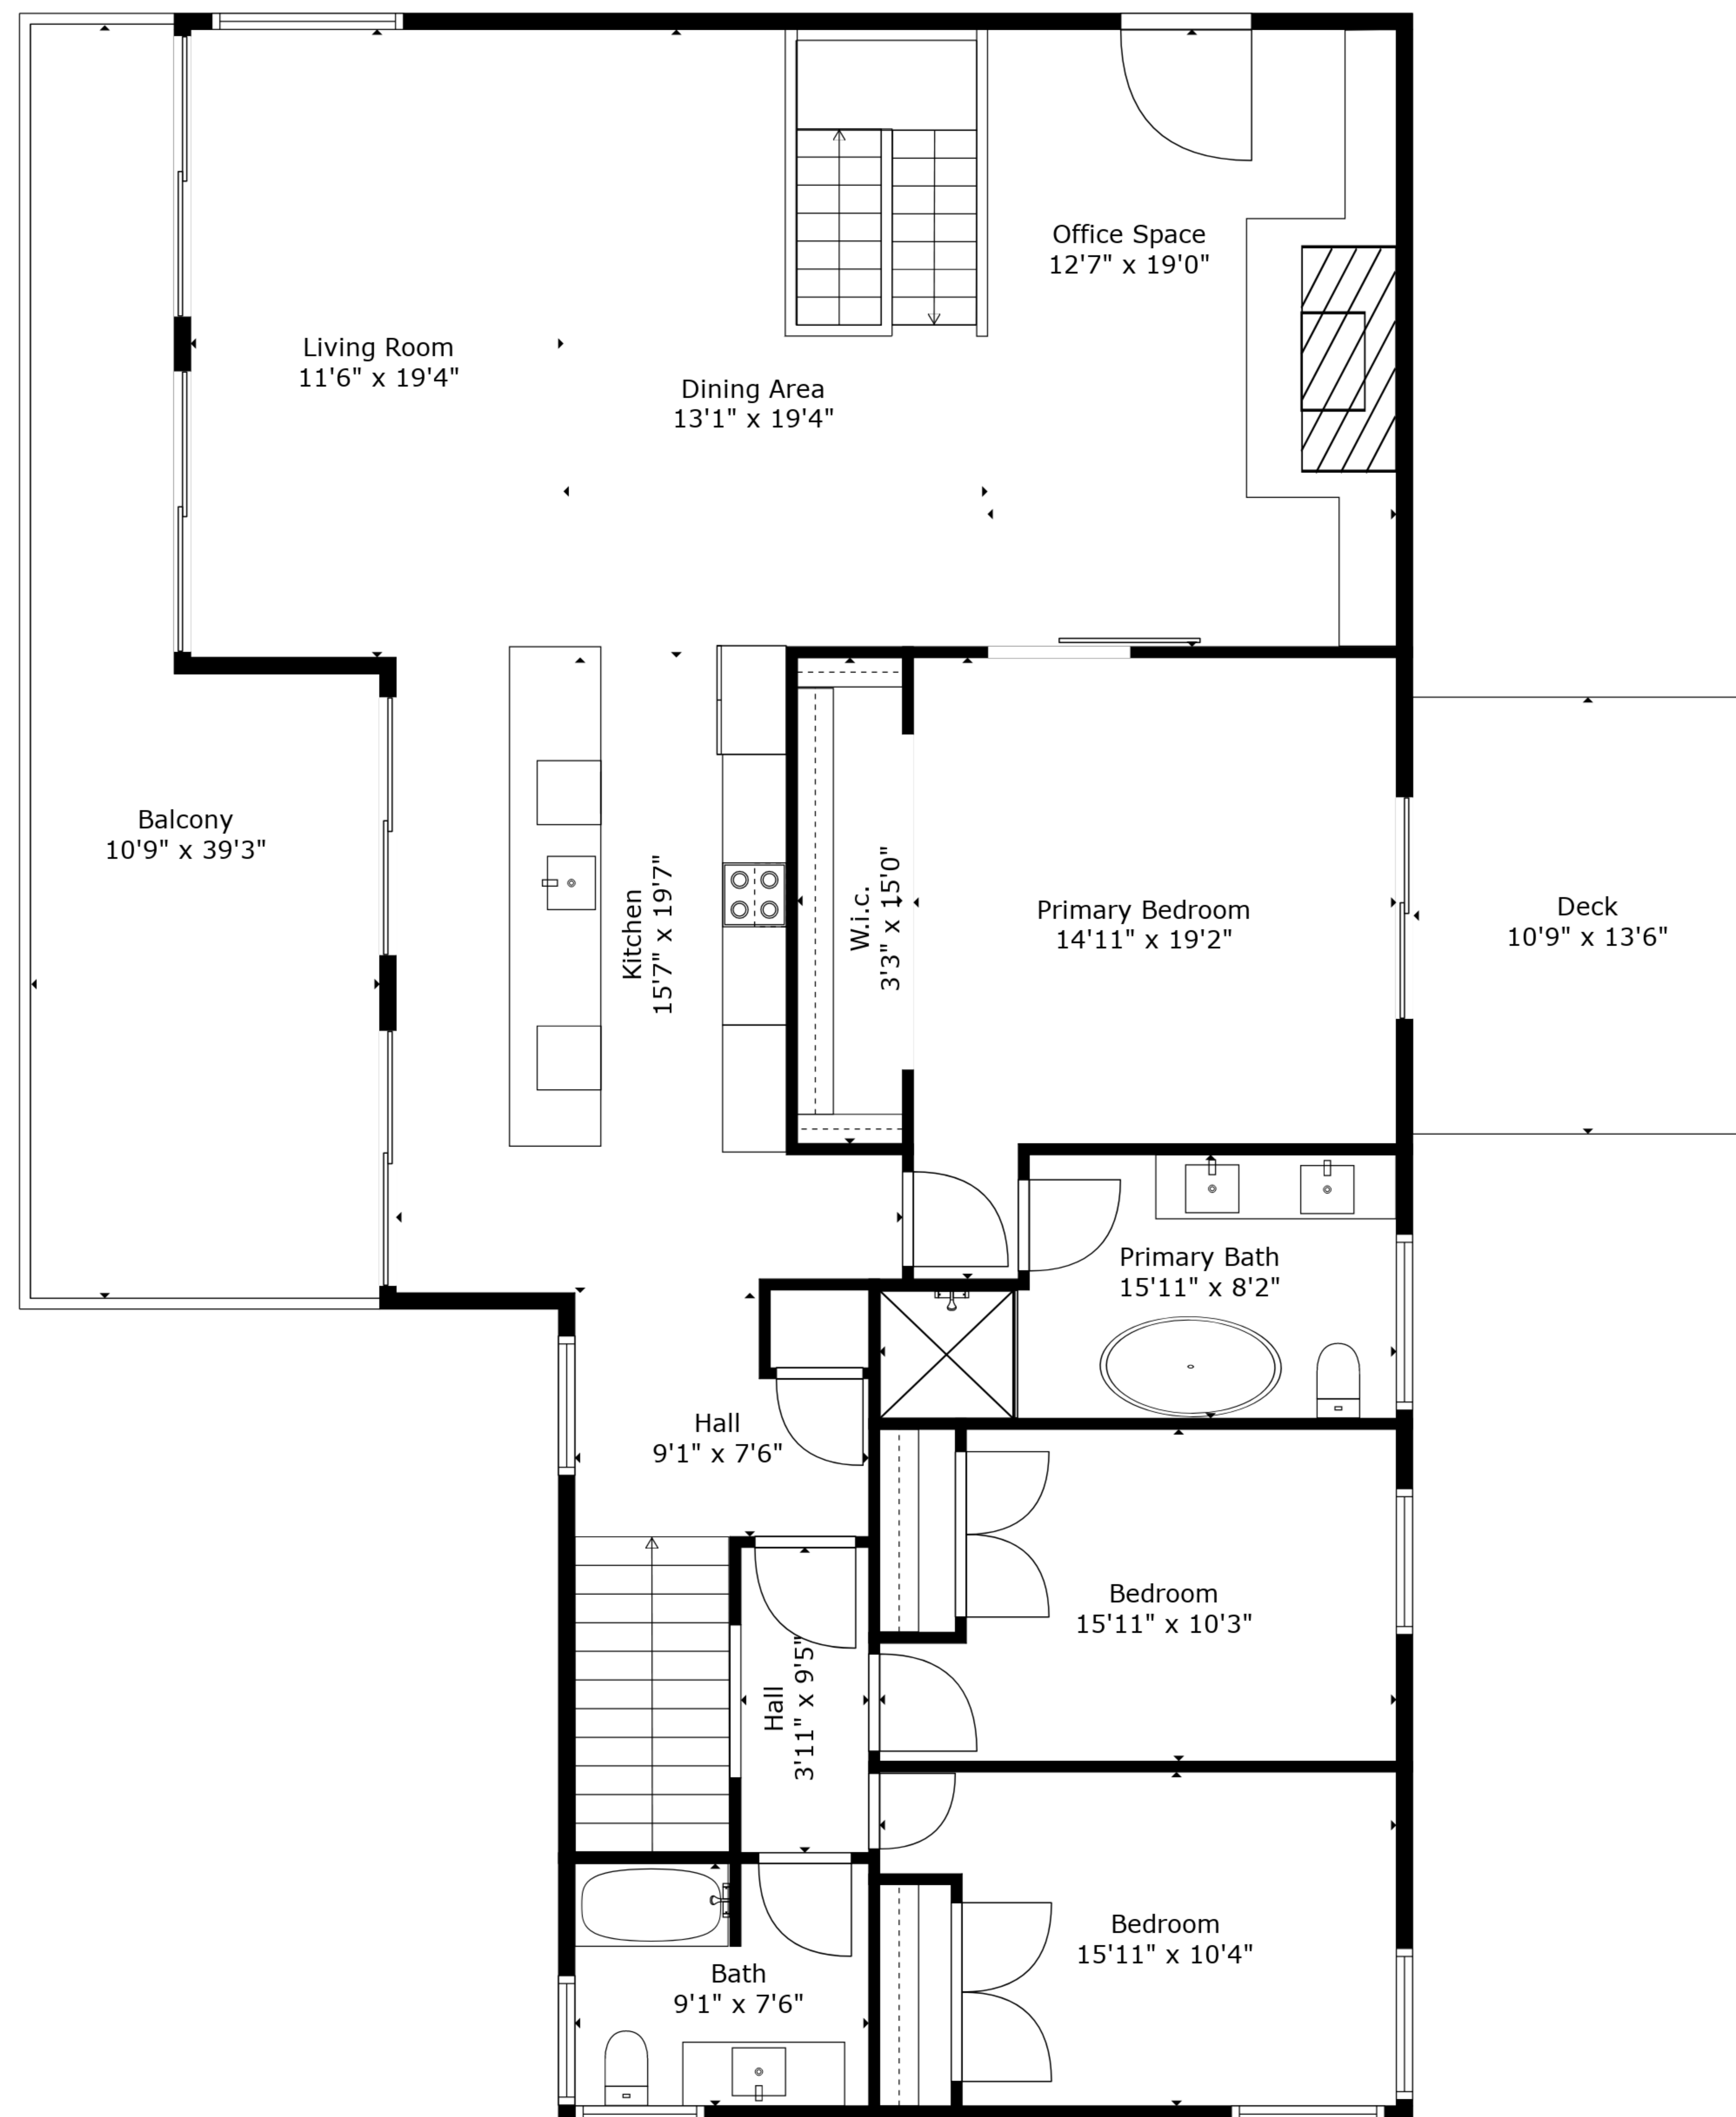 Office Space
12'7" x 19'0"
Living Room
11'6" x 19'4"
Dining Area
13'1" x 19'4"
Balcony
10'9" x 39'3"
Kitchen
15'7" x 19'7"
W.i.c.
3'3" x 15'0"
Primary Bedroom
14'11" x 19'2"
Deck
10'9" x 13'6"
Primary Bath
15'11" x 8'2"
Hall
9'1" x 7'6"
Bedroom
15'11" x 10'3"
Hall
3'11" x 9'5"
Bedroom
15'11" x 10'4"
Bath
9'1" x 7'6"